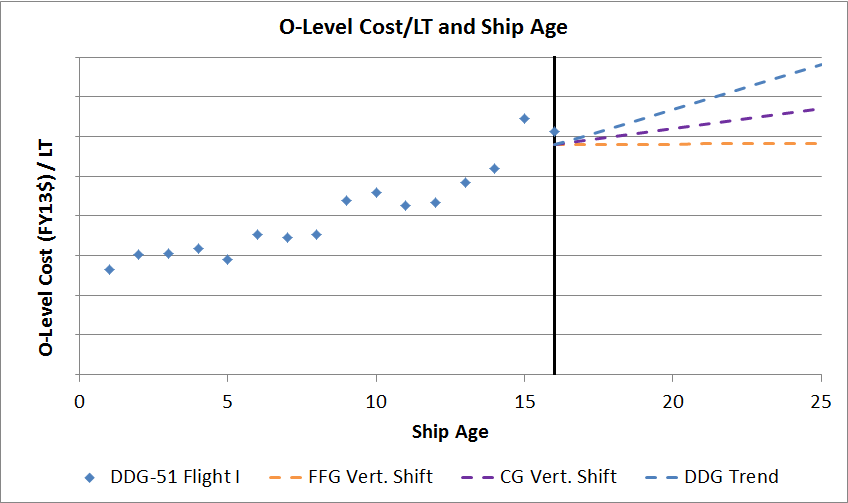 O-Level Cost/LT and Ship Age
O-Level Cost (FY13$) / LT
0 5 10 15 20 25
Ship Age
DDG-51 Flight I FFG Vert. Shift CG Vert. Shift DDG Trend